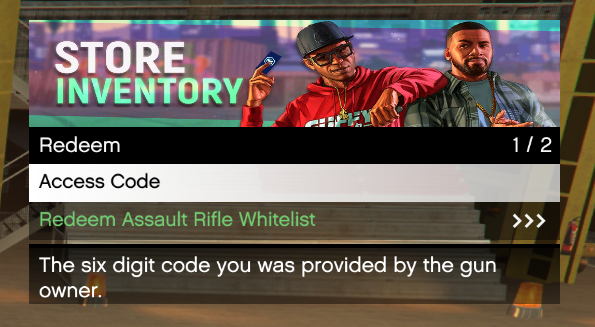 STORE
INVENTORY
Redeem 1 / 2
Access Code
Redeem Assault Rifle Whitelist >>>
The six digit code you was provided by the gun
owner.